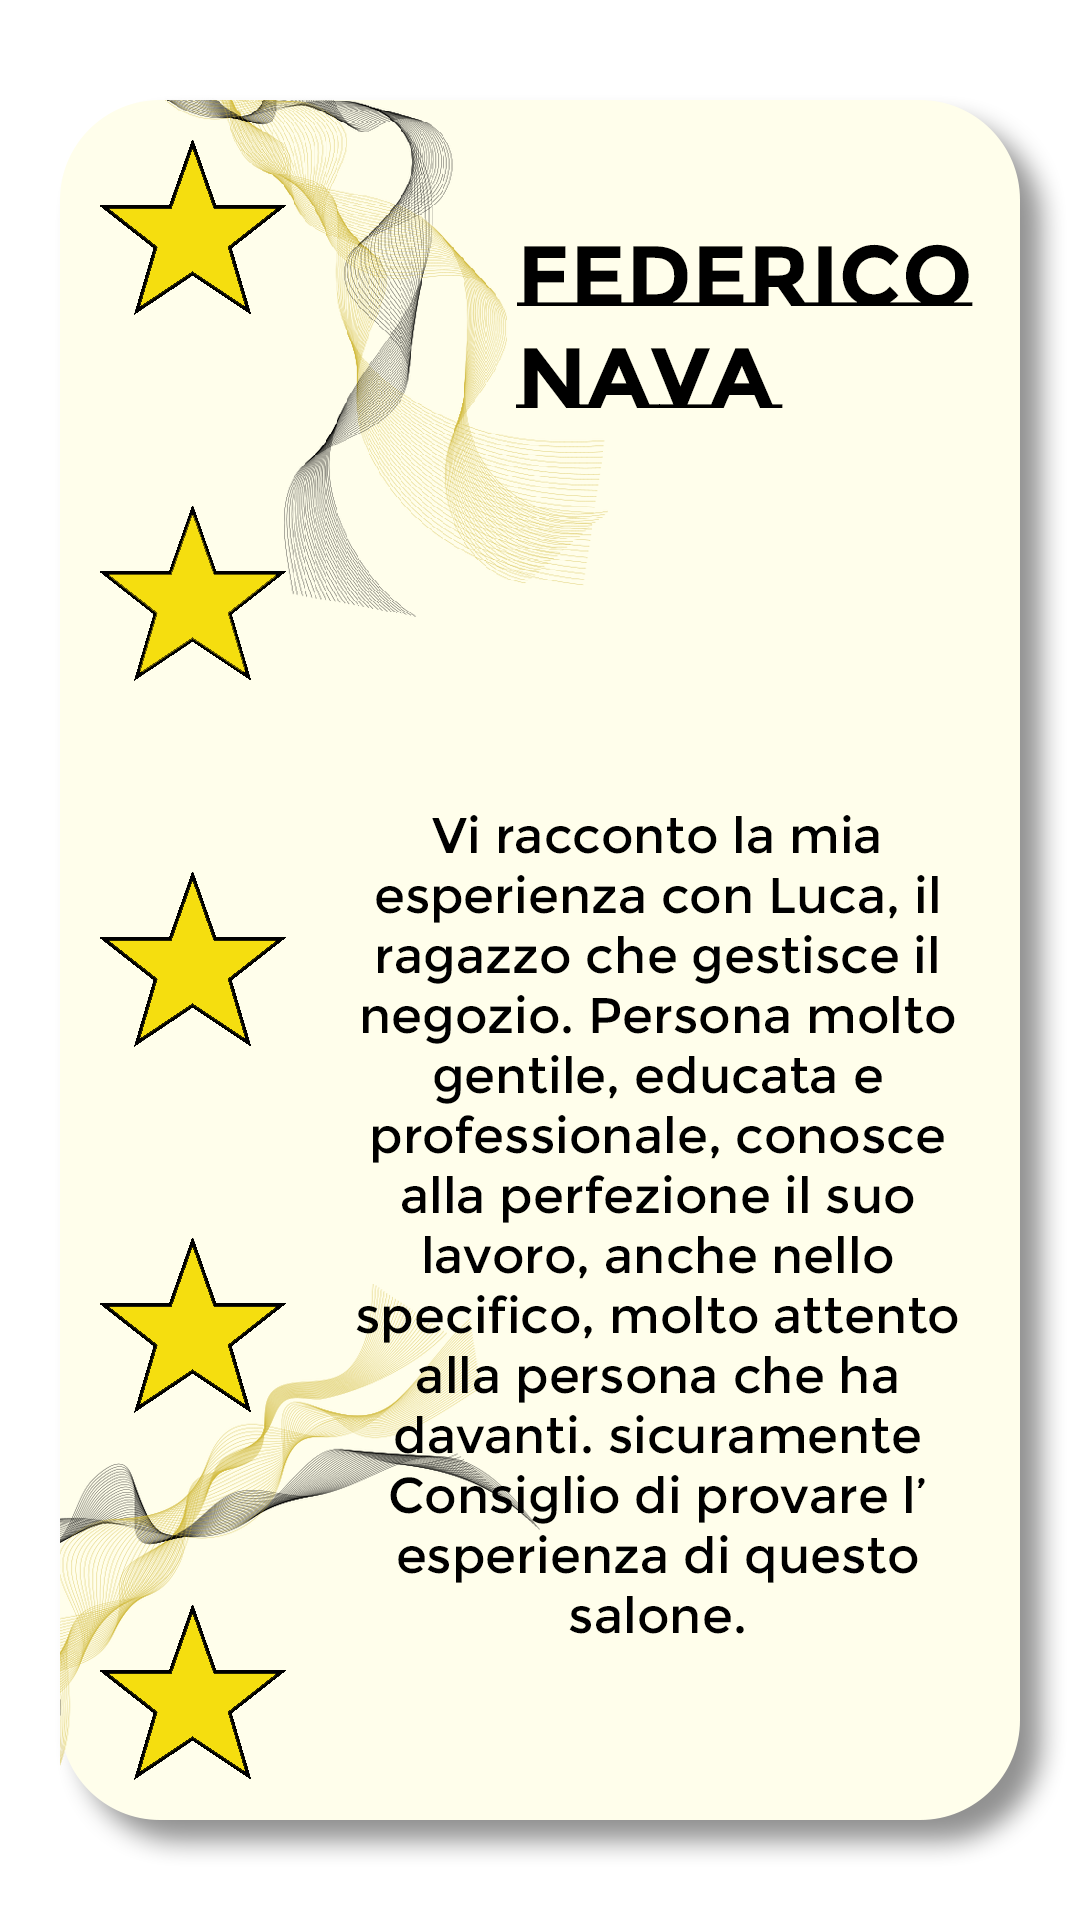 FEDERICO
NAVA
Vi racconto la mia
esperienza con Luca, il
ragazzo che gestisce il
negozio. Persona molto
gentile, educata e
professionale, conosce
alla perfezione il suo
lavoro, anche nello
specifico, molto attento
alla persona che ha
davanti. sicuramente
Consiglio di provare l’
esperienza di questo
salone.